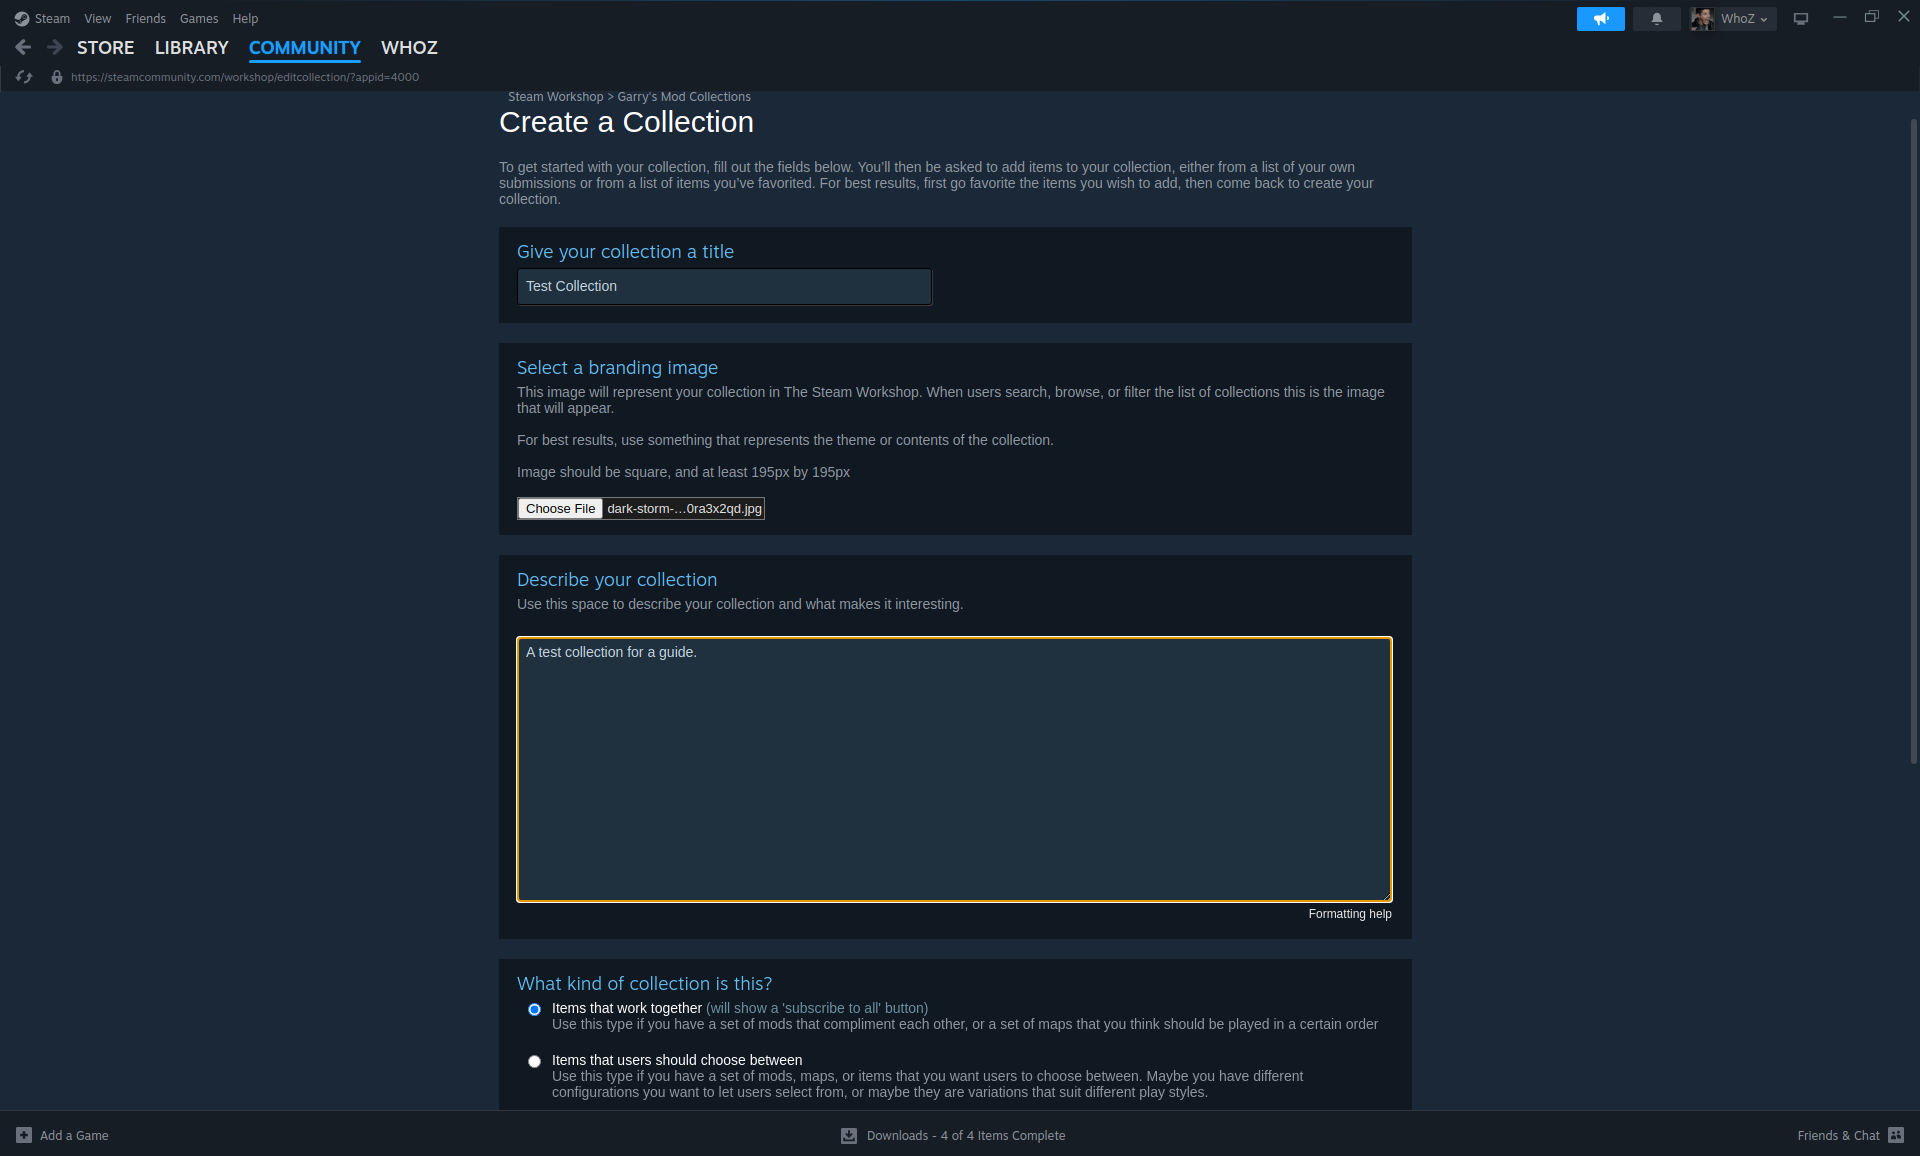 Steam View Friends Games Help
WhoZ
STORE LIBRARY COMMUNITY WHOZ
https://steamcommunity.com/workshop/editcollection/?appid=4000
Steam Workshop > Garry's Mod Collections
Create a Collection
To get started with your collection, fill out the fields below. You'll then be asked to add items to your collection, either from a list of your own
submissions or from a list of items you've favorited. For best results, first go favorite the items you wish to add, then come back to create your
collection.
Give your collection a title
Test Collection
Select a branding image
This image will represent your collection in The Steam Workshop. When users search, browse, or filter the list of collections this is the image
that will appear.
For best results, use something that represents the theme or contents of the collection.
Image should be square, and at least 195px by 195px
Choose File dark-storm-...0ra3x2qd.jpg
Describe your collection
Use this space to describe your collection and what makes it interesting.
A test collection for a guide.
Formatting help
What kind of collection is this?
Items that work together (will show a 'subscribe to all' button)
Use this type if you have a set of mods that compliment each other, or a set of maps that you think should be played in a certain order
Items that users should choose between
Use this type if you have a set of mods, maps, or items that you want users to choose between. Maybe you have different
configurations you want to let users select from, or maybe they are variations that suit different play styles.
Add a Game
Downloads - 4 of 4 Items Complete
Friends & Chat